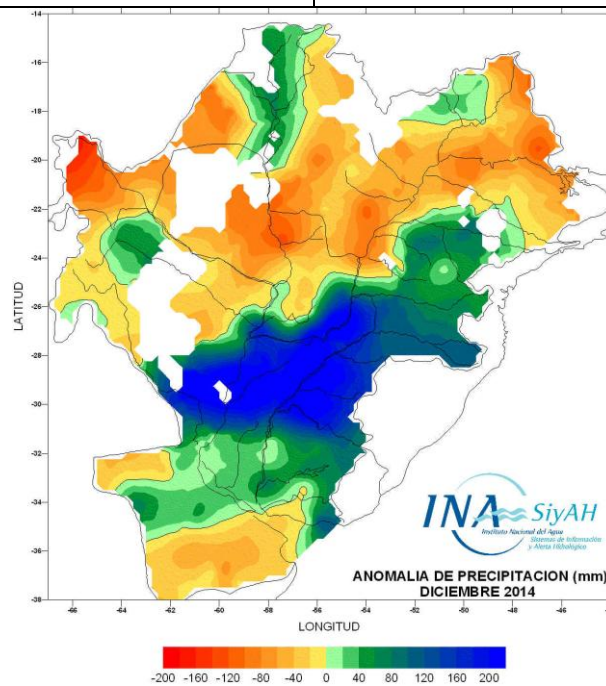 -14
-16
-18
-20
-22
-24
-26
-28
-30
-32
-34
-36
-38
LATITUD
-66 -64 -62 -60 -58 -56 -54 -52 -50 -48 -46
LONGITUD
INA SiyAH
Instituto Nacional del Agua
Sistemas de Información
y Alerta Hidrológico
ANOMALIA DE PRECIPITACION (mm)
DICIEMBRE 2014
-200 -160 -120 -80 -40 0 40 80 120 160 200